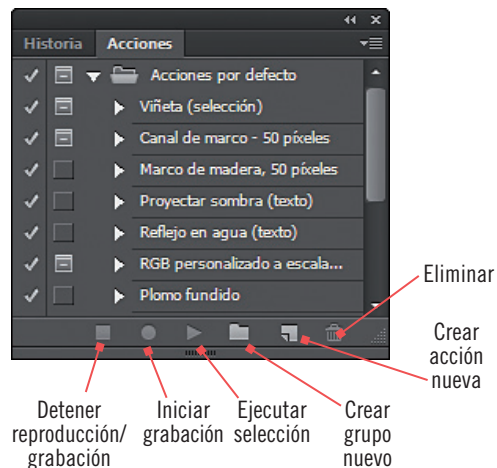 Historia Acciones
Acciones por defecto
Viñeta (selección)
Canal de marco - 50 píxeles
Marco de madera, 50 píxeles
Proyectar sombra (texto)
Reflejo en agua (texto)
RGB personalizado a escala...
Plomo fundido
Eliminar
Crear
acción
nueva
Detener
reproducción/
grabación
Iniciar
grabación
Ejecutar
selección
Crear
grupo
nuevo